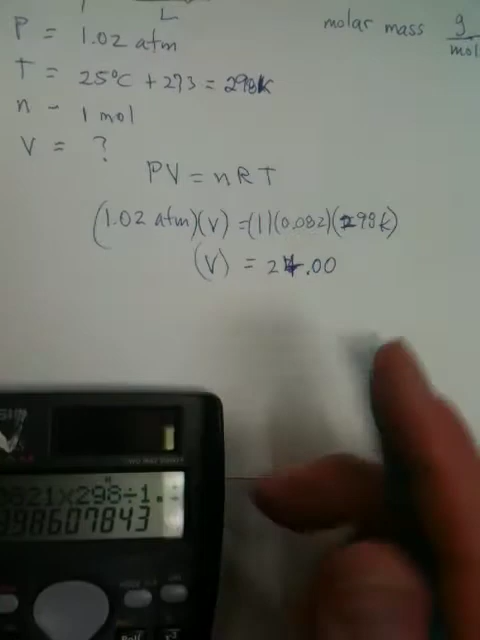 L
P = 1.02 atm
molar mass g/mol
T = 25°C + 273 = 298K
n - 1 mol
V = ?
PV = nRT
(1.02 atm)(V) = (1)(0.082)(298K)
(V) = 24.00
0821×298÷1.
98607843